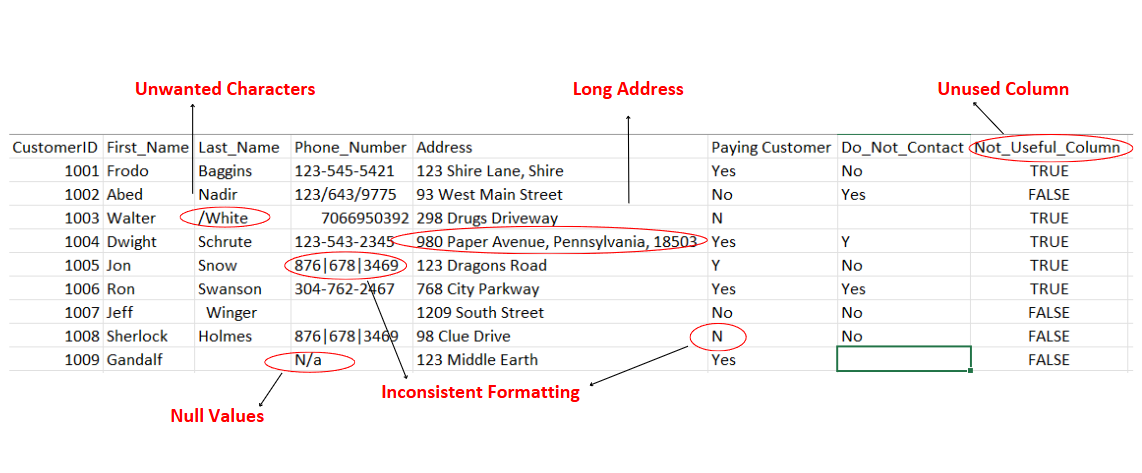 Unwanted Characters Long Address Unused Column
CustomerID First_Name Last_Name Phone_Number Address Paying Customer Do_Not_Contact Not_Useful_Column
1001 Frodo Baggins 123-545-5421 123 Shire Lane, Shire Yes No TRUE
1002 Abed Nadir 123/643/9775 93 West Main Street No Yes FALSE
1003 Walter /White 7066950392 298 Drugs Driveway N TRUE
1004 Dwight Schrute 123-543-2345 980 Paper Avenue, Pennsylvania, 18503 Yes Y TRUE
1005 Jon Snow 876|678|3469 123 Dragons Road Y No TRUE
1006 Ron Swanson 304-762-2467 768 City Parkway Yes Yes TRUE
1007 Jeff Winger 1209 South Street No No FALSE
1008 Sherlock Holmes 876|678|3469 98 Clue Drive N No FALSE
1009 Gandalf N/a 123 Middle Earth Yes FALSE
Inconsistent Formatting
Null Values